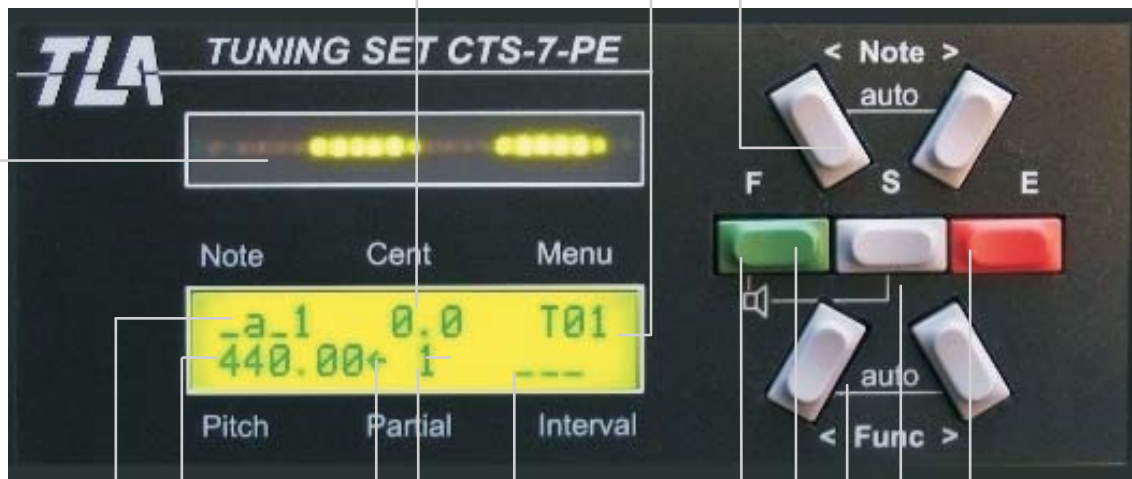 TLA TUNING SET CTS-7-PE
< Note >
auto
F S E
Note Cent Menu
_a_1 0.0 T01
440.00← 1 ___
Pitch Partial Interval
auto
< Func >